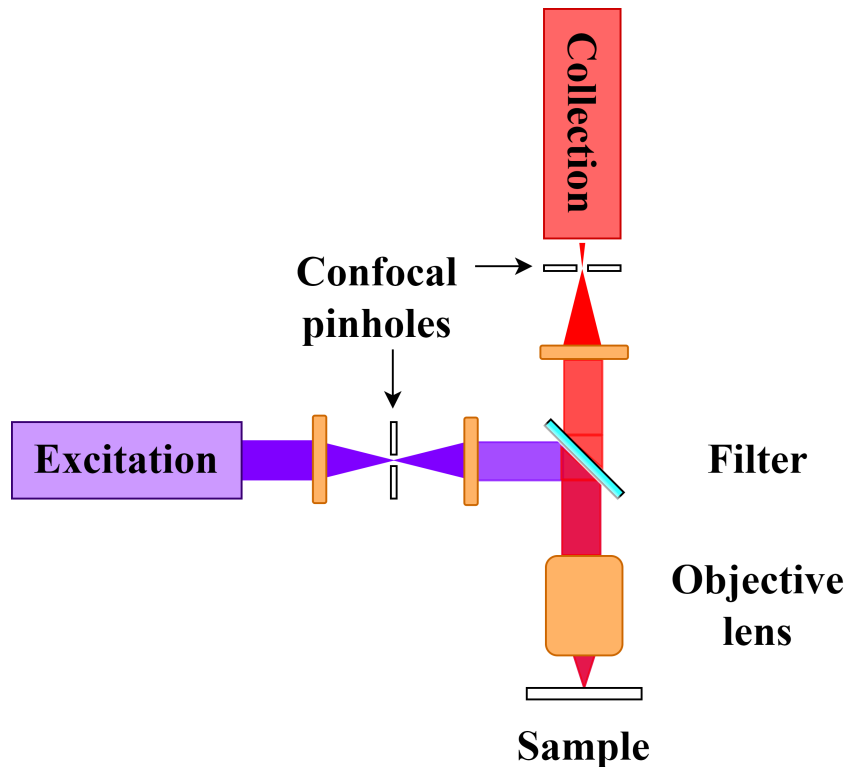 Collection
Confocal
pinholes
Excitation
Filter
Objective
lens
Sample